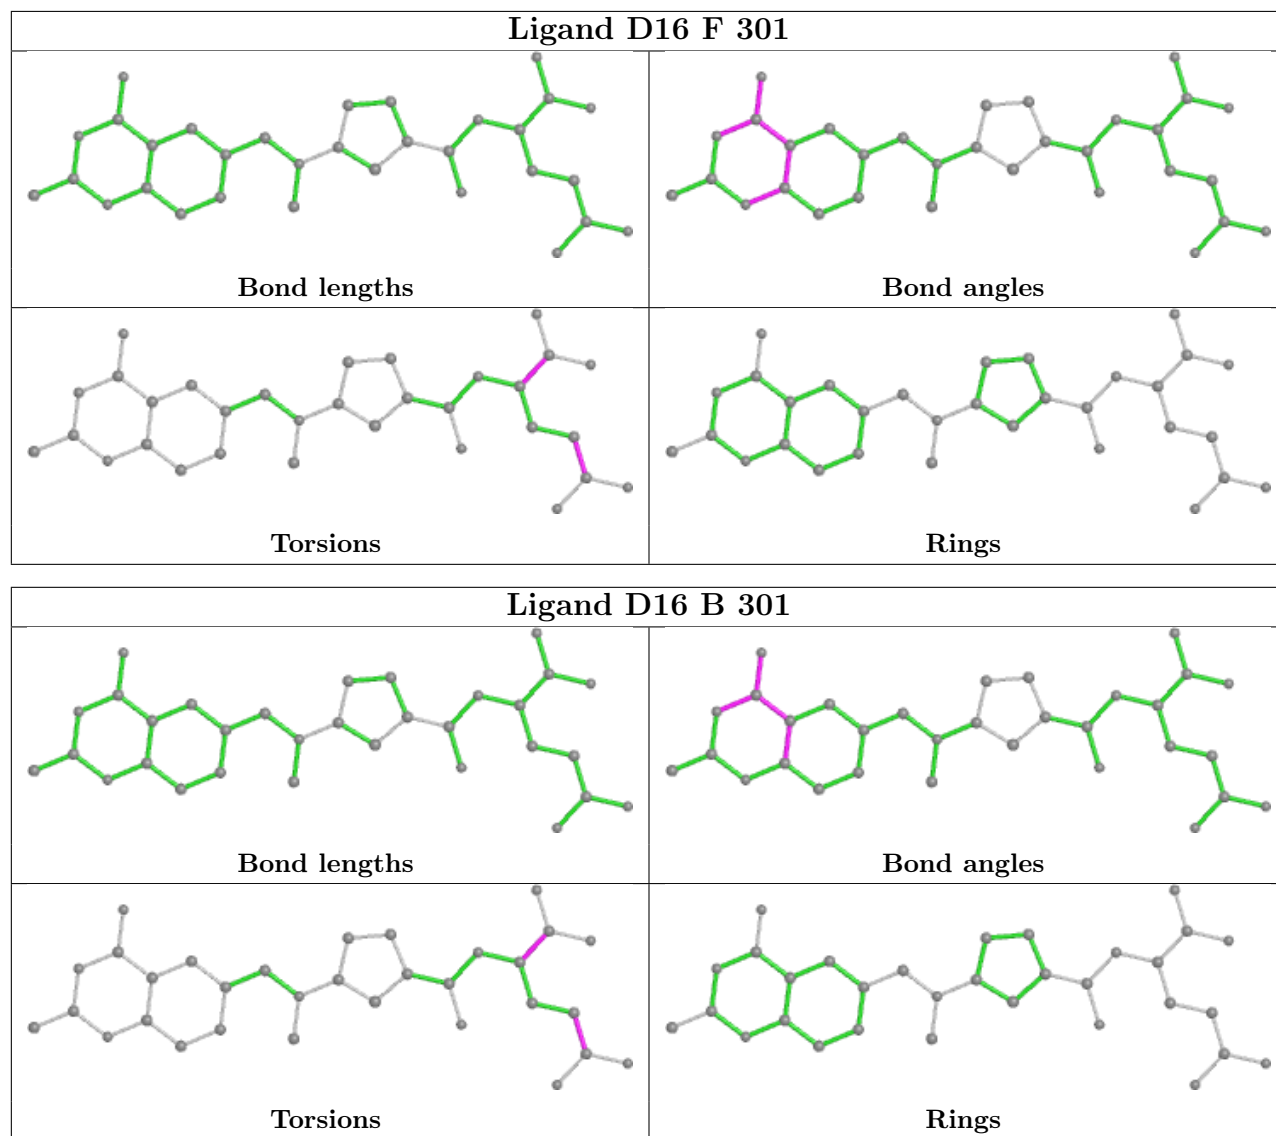 Ligand D16 F 301
Bond lengths
Bond angles
Torsions
Rings
Ligand D16 B 301
Bond lengths
Bond angles
Torsions
Rings